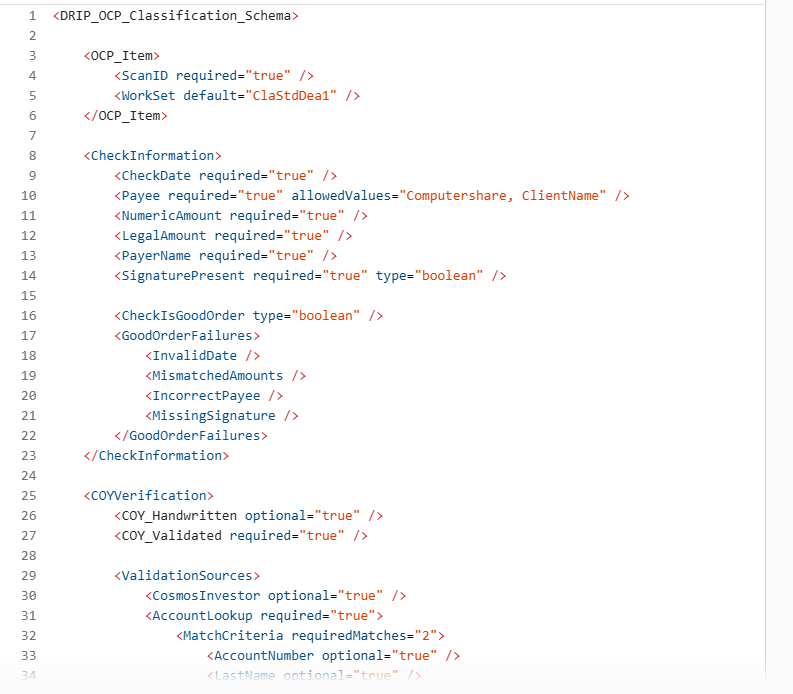 1 <DRIP_OCP_Classification_Schema>
2
3     <OCP_Item>
4         <ScanID required="true" />
5         <WorkSet default="ClaStdDea1" />
6     </OCP_Item>
7
8     <CheckInformation>
9         <CheckDate required="true" />
10         <Payee required="true" allowedValues="Computershare, ClientName" />
11         <NumericAmount required="true" />
12         <LegalAmount required="true" />
13         <PayerName required="true" />
14         <SignaturePresent required="true" type="boolean" />
15
16         <CheckIsGoodOrder type="boolean" />
17         <GoodOrderFailures>
18             <InvalidDate />
19             <MismatchedAmounts />
20             <IncorrectPayee />
21             <MissingSignature />
22         </GoodOrderFailures>
23     </CheckInformation>
24
25     <COYVerification>
26         <COY_Handwritten optional="true" />
27         <COY_Validated required="true" />
28
29         <ValidationSources>
30             <CosmosInvestor optional="true" />
31             <AccountLookup required="true">
32                 <MatchCriteria requiredMatches="2">
33                     <AccountNumber optional="true" />
34                     <LastName optional="true" />